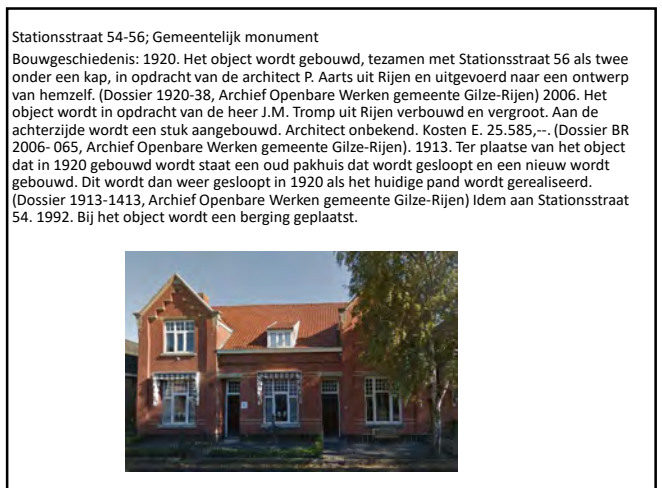 Stationsstraat 54-56; Gemeentelijk monument
Bouwgeschiedenis: 1920. Het object wordt gebouwd, tezamen met Stationsstraat 56 als twee
onder een kap, in opdracht van de architect P. Aarts uit Rijen en uitgevoerd naar een ontwerp
van hemzelf. (Dossier 1920-38, Archief Openbare Werken gemeente Gilze-Rijen) 2006. Het
object wordt in opdracht van de heer J.M. Tromp uit Rijen verbouwd en vergroot. Aan de
achterzijde wordt een stuk aangebouwd. Architect onbekend. Kosten E. 25.585,--. (Dossier BR
2006- 065, Archief Openbare Werken gemeente Gilze-Rijen). 1913. Ter plaatse van het object
dat in 1920 gebouwd wordt staat een oud pakhuis dat wordt gesloopt en een nieuw wordt
gebouwd. Dit wordt dan weer gesloopt in 1920 als het huidige pand wordt gerealiseerd.
(Dossier 1913-1413, Archief Openbare Werken gemeente Gilze-Rijen) Idem aan Stationsstraat
54. 1992. Bij het object wordt een berging geplaatst.